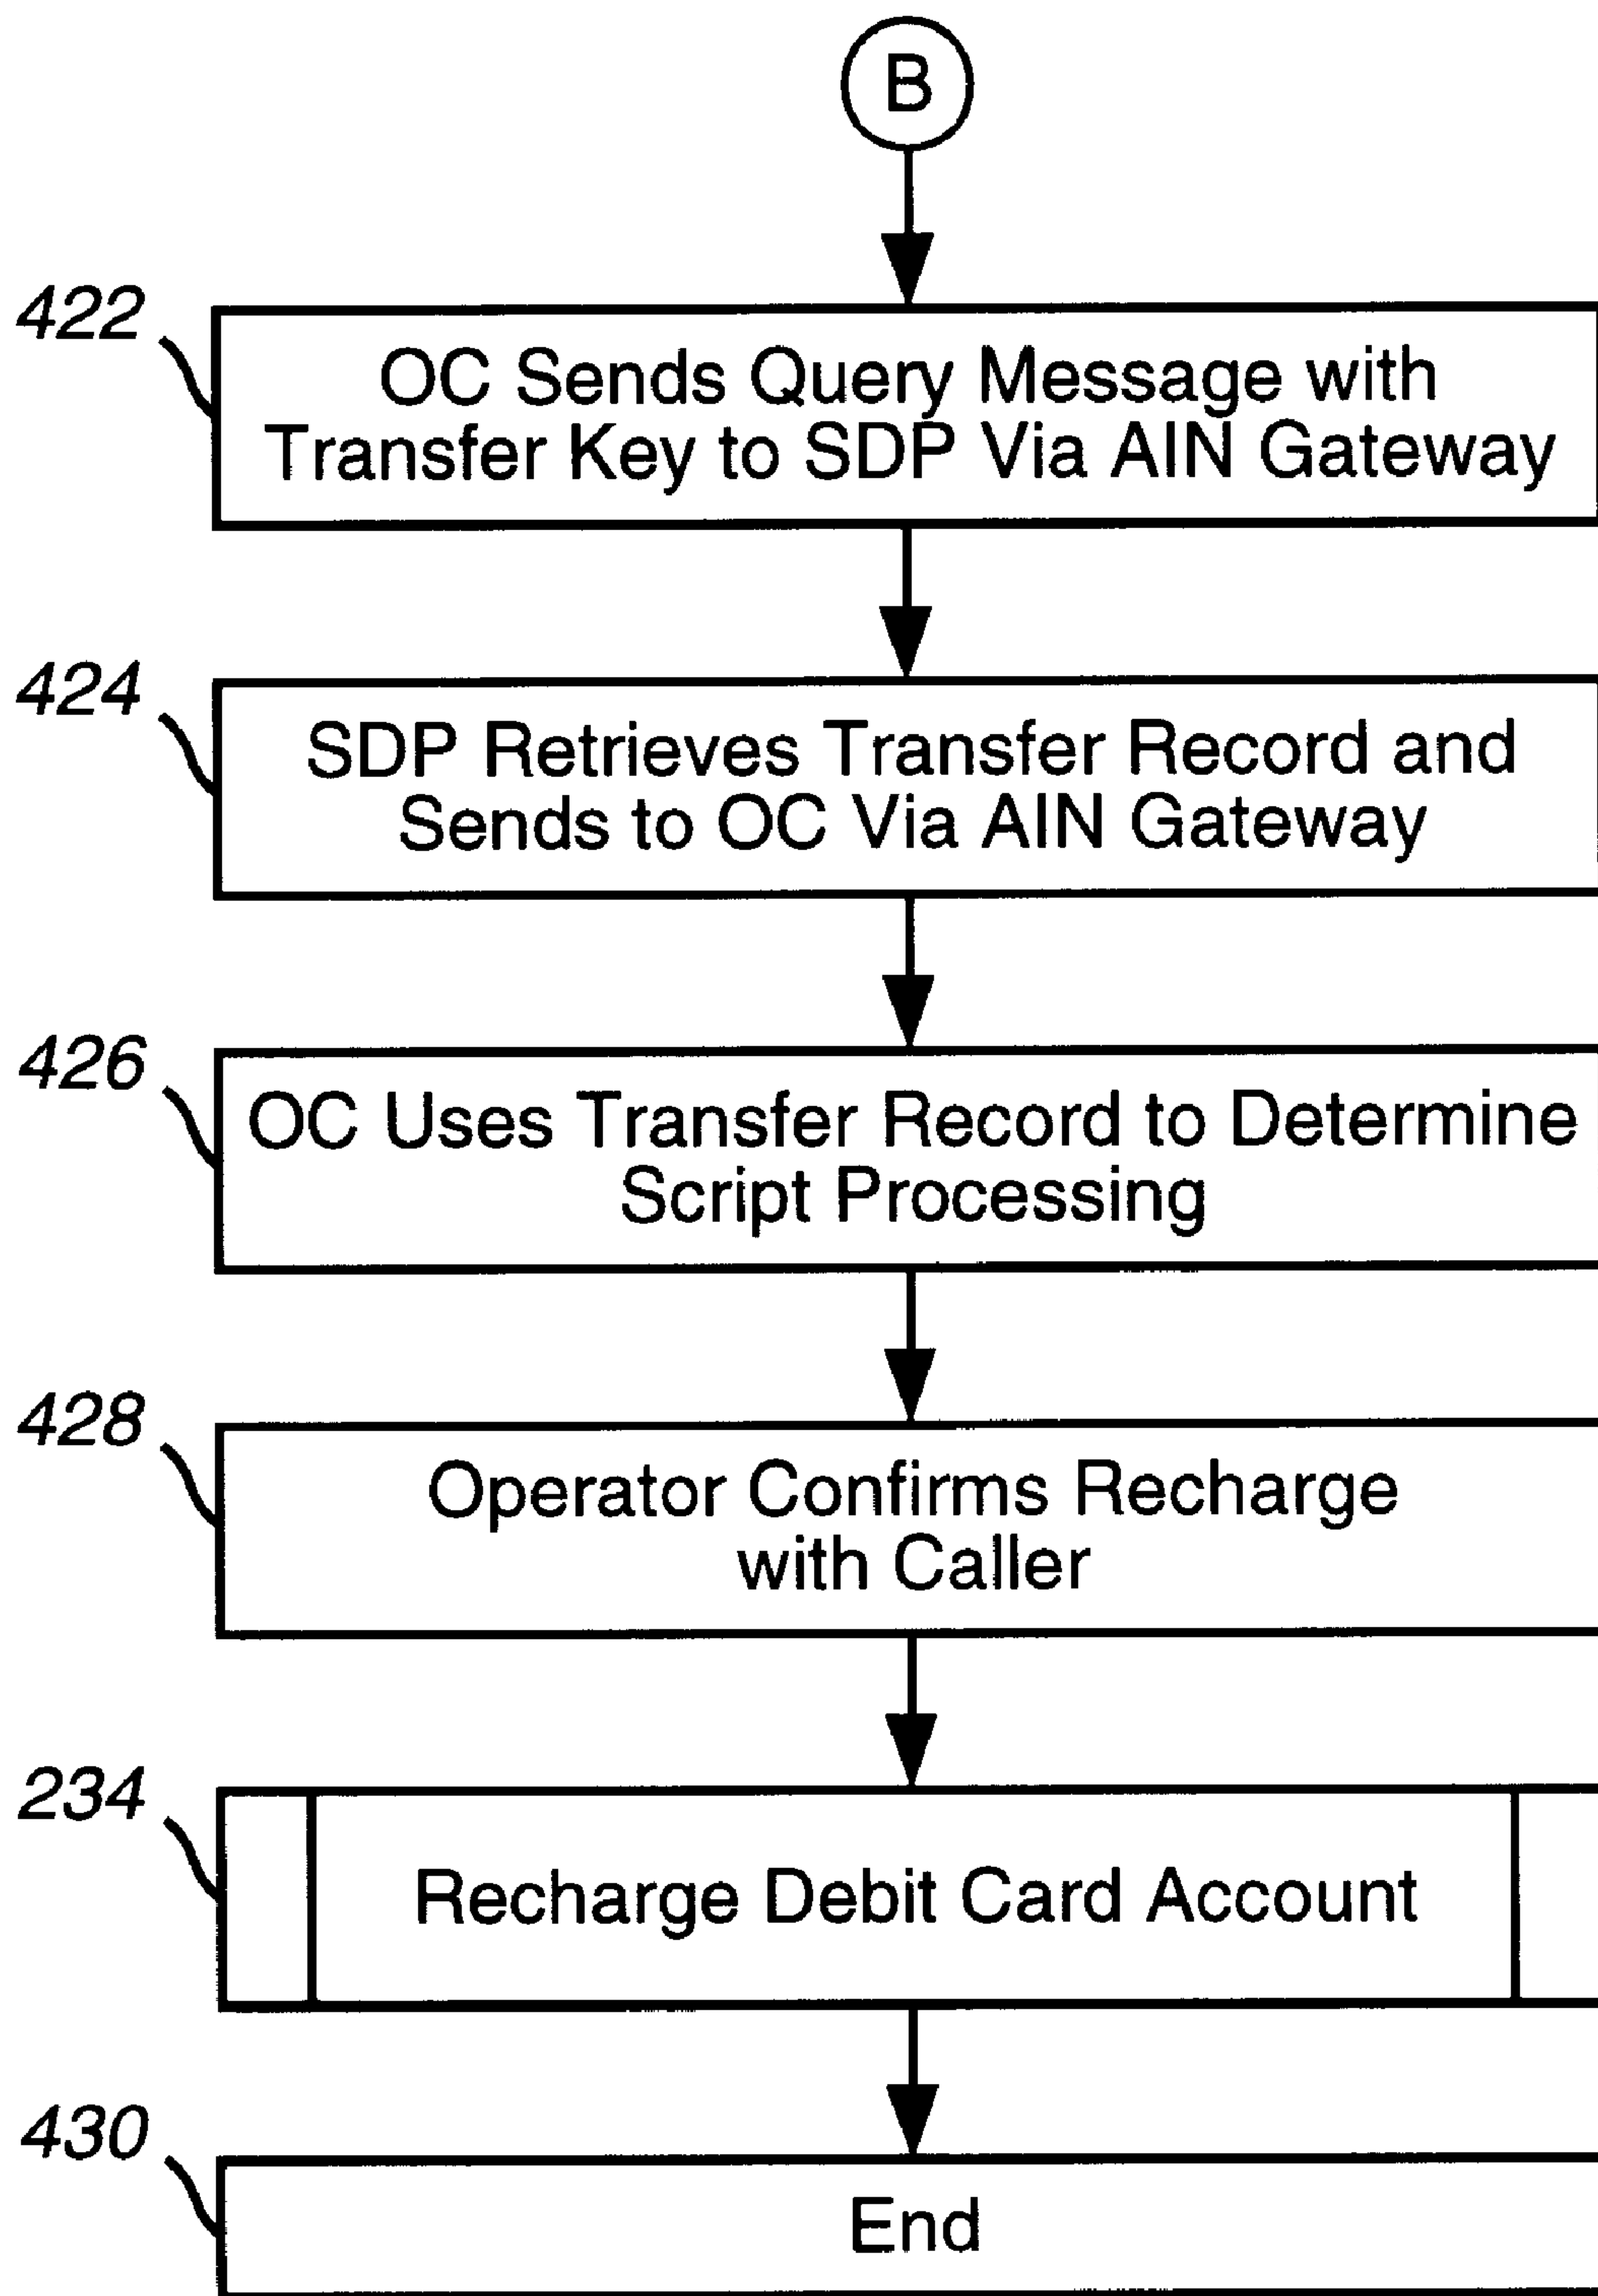 B
422
OC Sends Query Message with
Transfer Key to SDP Via AIN Gateway
424
SDP Retrieves Transfer Record and
Sends to OC Via AIN Gateway
426
OC Uses Transfer Record to Determine
Script Processing
428
Operator Confirms Recharge
with Caller
234
Recharge Debit Card Account
430
End